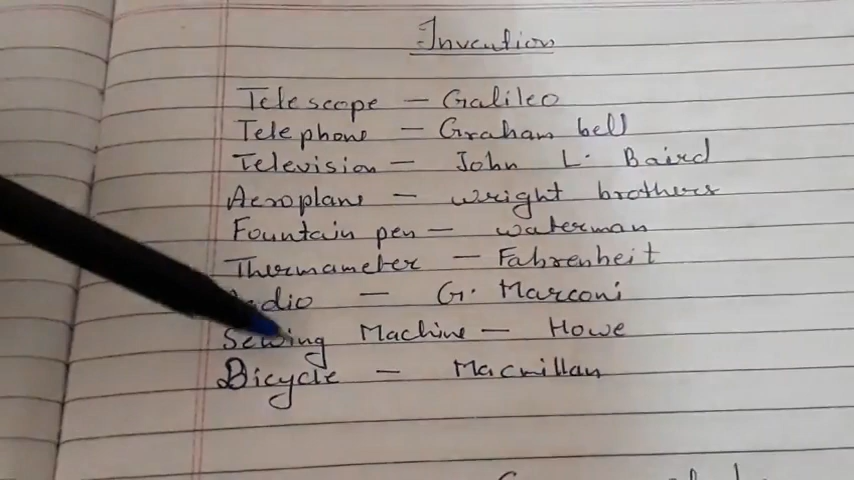 Invention
Telescope – Galileo
Telephone – Graham bell
Television – John L. Baird
Aeroplane – wright brothers
Fountain pen – waterman
Thermameter – Fahrenheit
– G. Marconi
Sewing Machine – Howe
Bicycle – Macmillan